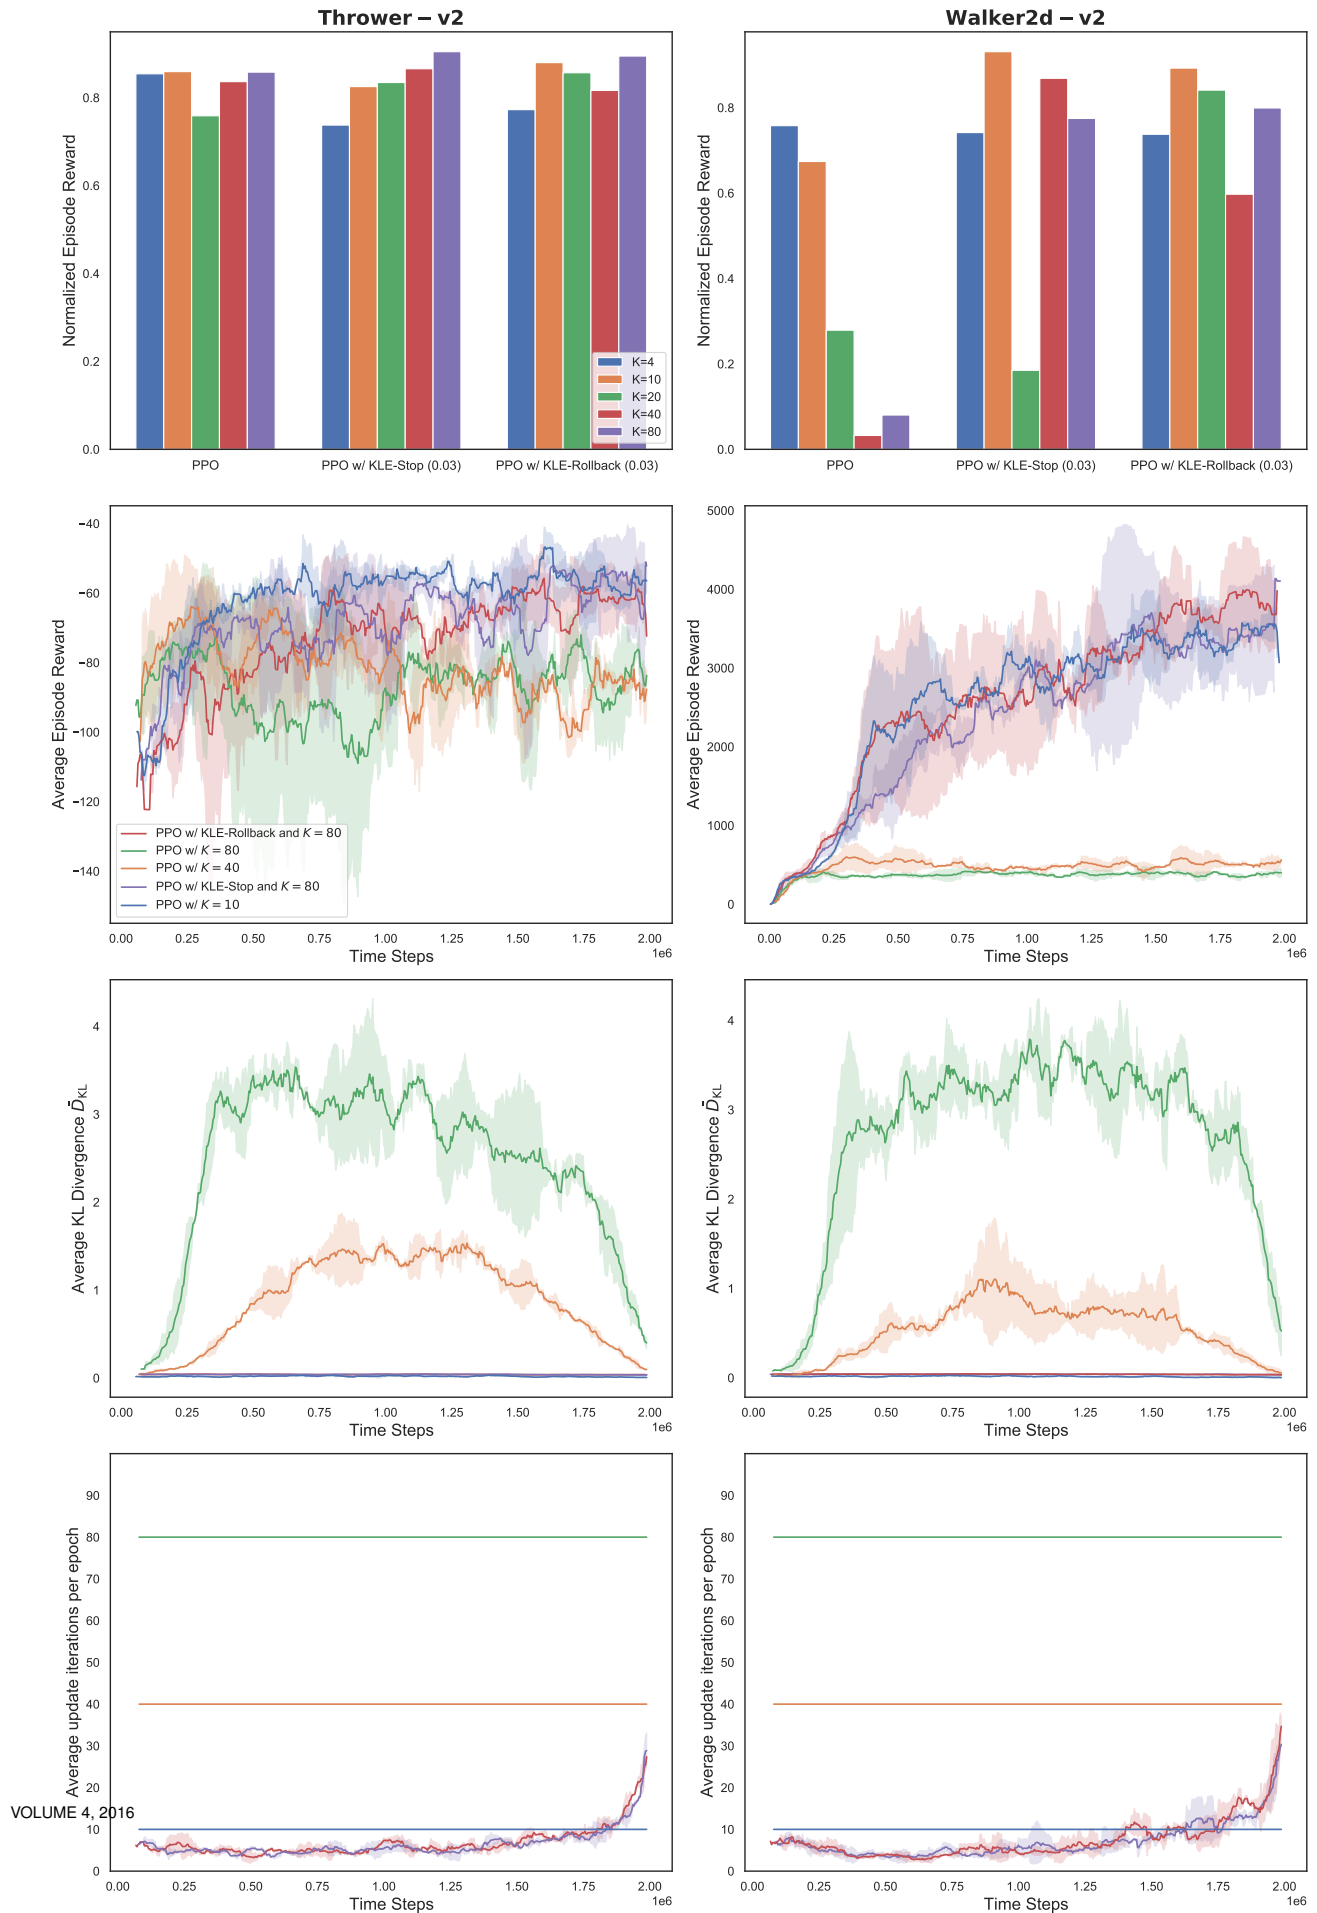 Thrower – v2
Normalized Episode Reward
0.8
0.6
0.4
0.2
0.0
K=4
K=10
K=20
K=40
K=80
PPO
PPO w/ KLE-Stop (0.03)
PPO w/ KLE-Rollback (0.03)
Walker2d – v2
Normalized Episode Reward
0.8
0.6
0.4
0.2
0.0
PPO
PPO w/ KLE-Stop (0.03)
PPO w/ KLE-Rollback (0.03)
Average Episode Reward
−40
−60
−80
−100
−120
−140
PPO w/ KLE-Rollback and K = 80
PPO w/ K = 80
PPO w/ K = 40
PPO w/ KLE-Stop and K = 80
PPO w/ K = 10
0.00 0.25 0.50 0.75 1.00 1.25 1.50 1.75 2.00
1e6
Time Steps
Average Episode Reward
5000
4000
3000
2000
1000
0
0.00 0.25 0.50 0.75 1.00 1.25 1.50 1.75 2.00
1e6
Time Steps
Average KL Divergence D̄KL
4
3
2
1
0
0.00 0.25 0.50 0.75 1.00 1.25 1.50 1.75 2.00
1e6
Time Steps
Average KL Divergence D̄KL
4
3
2
1
0
0.00 0.25 0.50 0.75 1.00 1.25 1.50 1.75 2.00
1e6
Time Steps
Average update iterations per epoch
90
80
70
60
50
40
30
20
10
0
VOLUME 4, 2016
0.00 0.25 0.50 0.75 1.00 1.25 1.50 1.75 2.00
1e6
Time Steps
Average update iterations per epoch
90
80
70
60
50
40
30
20
10
0
0.00 0.25 0.50 0.75 1.00 1.25 1.50 1.75 2.00
1e6
Time Steps